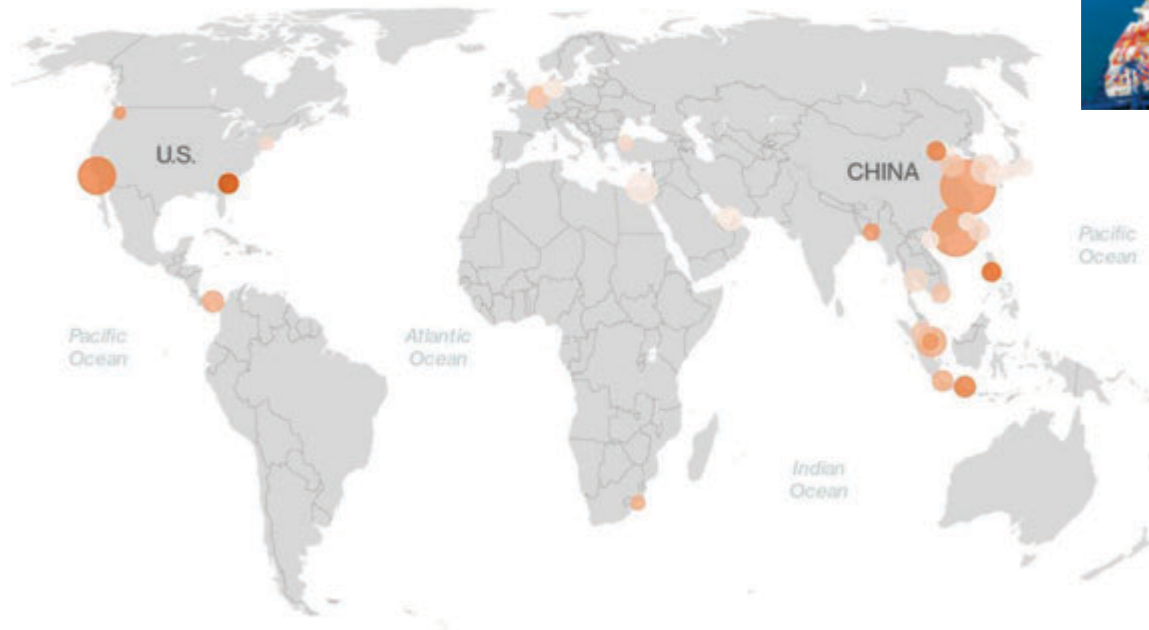 U.S.
CHINA
Pacific
Ocean
Pacific
Ocean
Atlantic
Ocean
Indian
Ocean